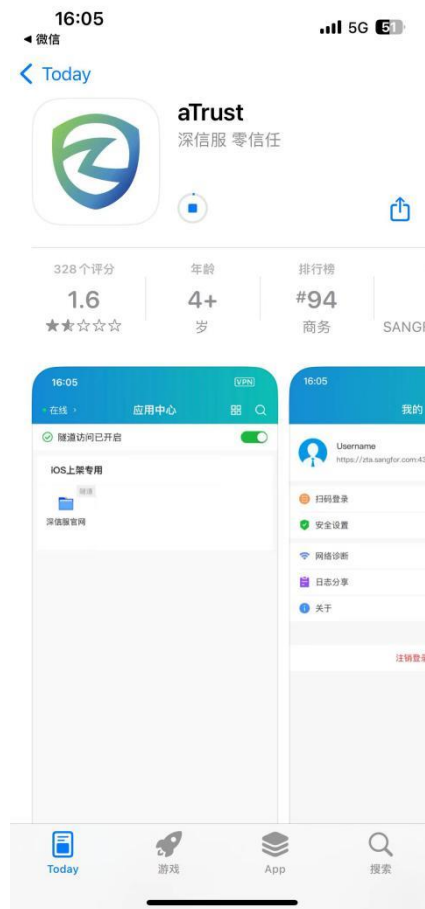 16:05
5G 51
微信
Today
aTrust
深信服 零信任
328个评分
年龄
排行榜
1.6
4+
#94
岁
商务
SANGF
16:05
VPN
在线
应用中心
隧道访问已开启
iOS上架专用
隧道
深信服官网
16:05
我的
Username
https://zta.sangfor.com:43
扫码登录
安全设置
网络诊断
日志分享
关于
注销登录
Today
游戏
App
搜索